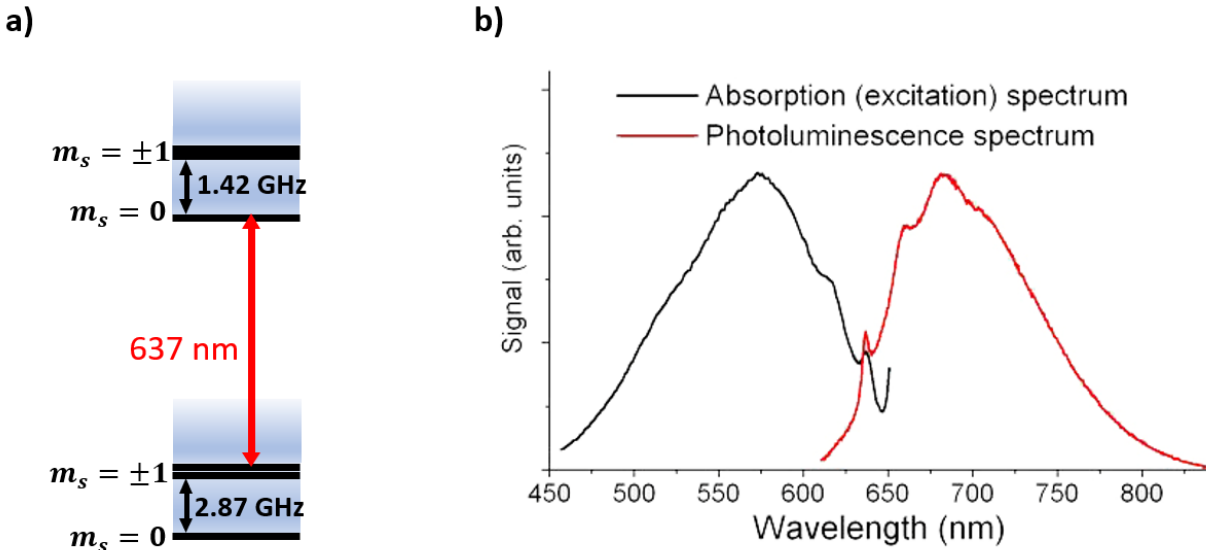 a)
m_s = ±1
1.42 GHz
m_s = 0
637 nm
m_s = ±1
2.87 GHz
m_s = 0
b)
Absorption (excitation) spectrum
Photoluminescence spectrum
Signal (arb. units)
450 500 550 600 650 700 750 800
Wavelength (nm)